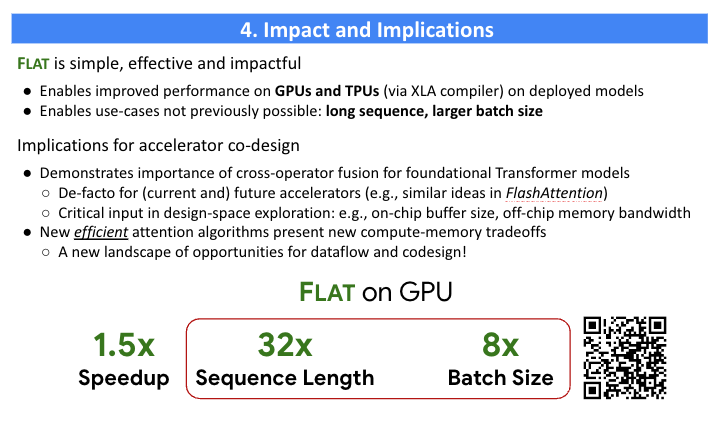 4. Impact and Implications
FLAT is simple, effective and impactful
● Enables improved performance on GPUs and TPUs (via XLA compiler) on deployed models
● Enables use-cases not previously possible: long sequence, larger batch size
Implications for accelerator co-design
● Demonstrates importance of cross-operator fusion for foundational Transformer models
○ De-facto for (current and) future accelerators (e.g., similar ideas in FlashAttention)
○ Critical input in design-space exploration: e.g., on-chip buffer size, off-chip memory bandwidth
● New efficient attention algorithms present new compute-memory tradeoffs
○ A new landscape of opportunities for dataflow and codesign!
FLAT on GPU
1.5x 32x 8x
Speedup Sequence Length Batch Size